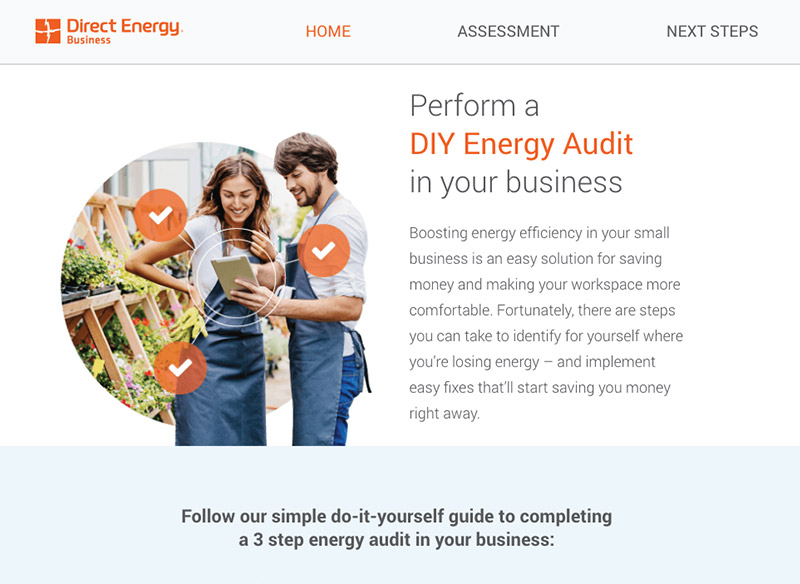 Direct Energy
Business
HOME
ASSESSMENT
NEXT STEPS
Perform a
DIY Energy Audit
in your business
Boosting energy efficiency in your small
business is an easy solution for saving
money and making your workspace more
comfortable. Fortunately, there are steps
you can take to identify for yourself where
you’re losing energy – and implement
easy fixes that’ll start saving you money
right away.
Follow our simple do-it-yourself guide to completing
a 3 step energy audit in your business: